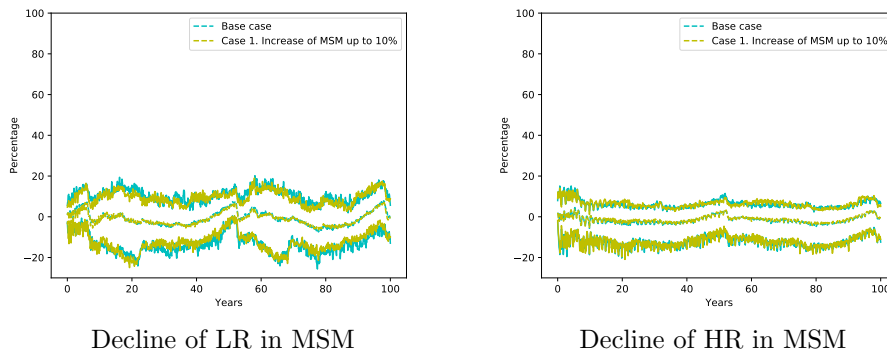 100
80
60
40
20
0
−20
Percentage
0 20 40 60 80 100
Years
Base case
Case 1. Increase of MSM up to 10%
Decline of LR in MSM
100
80
60
40
20
0
−20
Percentage
0 20 40 60 80 100
Years
Base case
Case 1. Increase of MSM up to 10%
Decline of HR in MSM